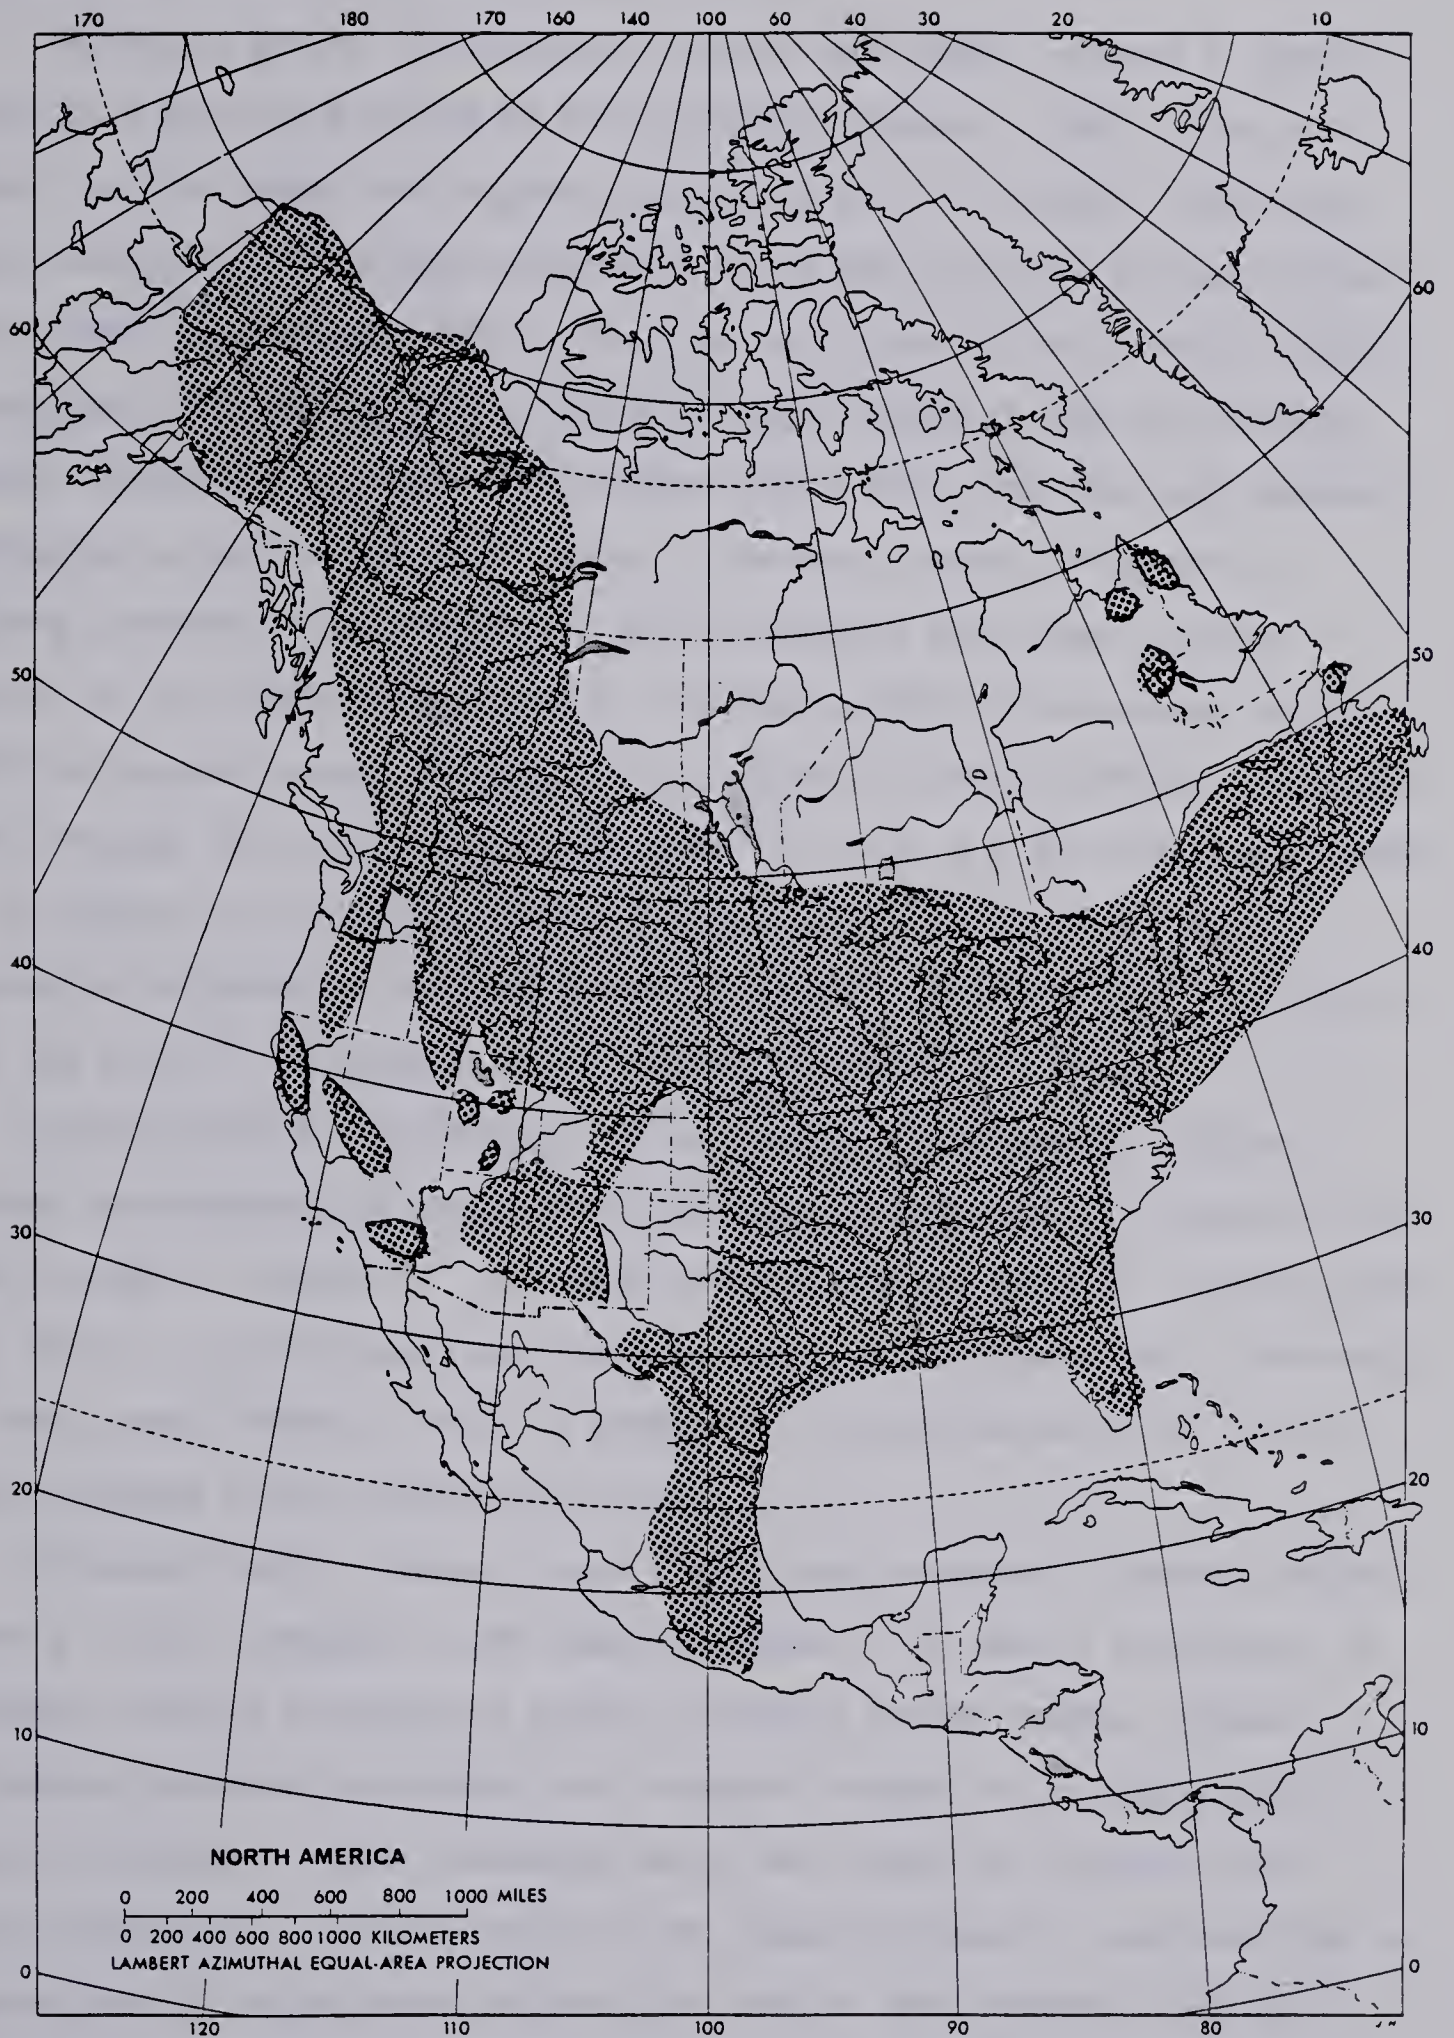 170 180 170 160 140 100 60 40 30 20 10
60 60
50 50
40 40
30 30
20 20
10 10
NORTH AMERICA
0 200 400 600 800 1000 MILES
0 200 400 600 800 1000 KILOMETERS
LAMBERT AZIMUTHAL EQUAL-AREA PROJECTION
0 0
120 110 100 90 80